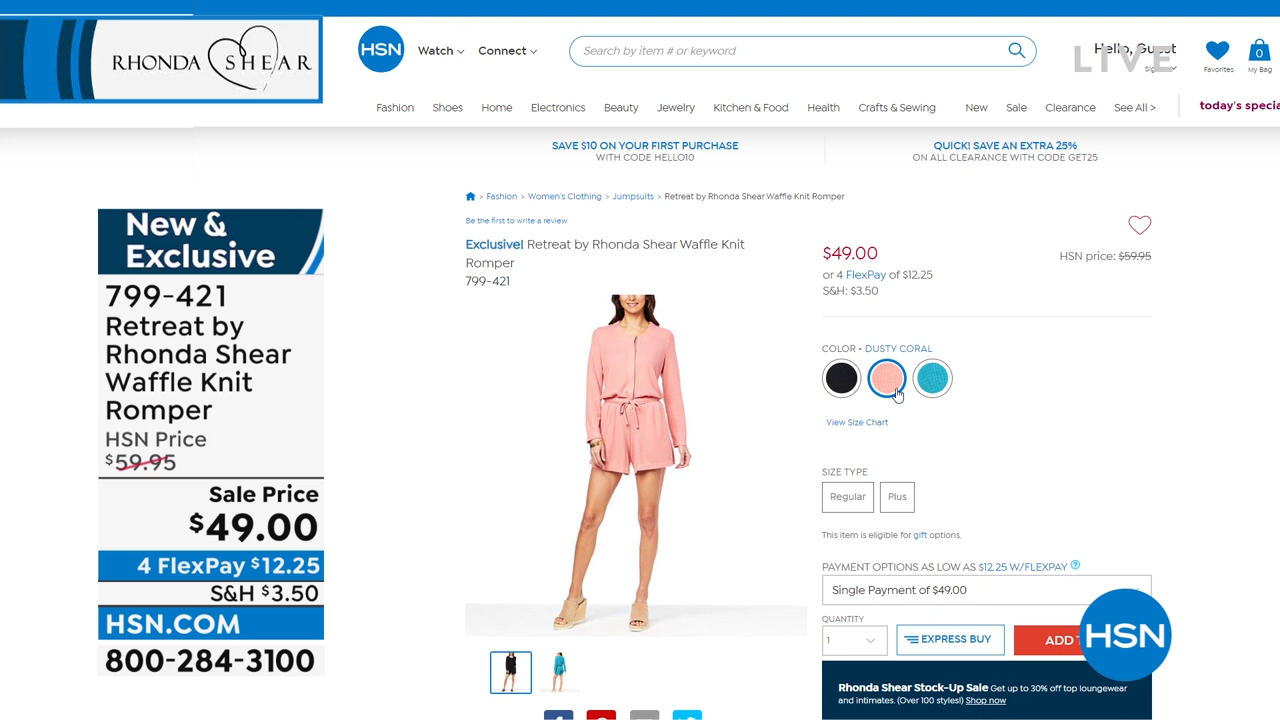 RHONDA SHEAR
HSN
Watch
Connect
Search by item # or keyword
Hello, Guest
LIVE
Favorites
0
My Bag
Fashion
Shoes
Home
Electronics
Beauty
Jewelry
Kitchen & Food
Health
Crafts & Sewing
New
Sale
Clearance
See All >
today's specia
SAVE $10 ON YOUR FIRST PURCHASE
WITH CODE HELLO10
QUICK! SAVE AN EXTRA 25%
ON ALL CLEARANCE WITH CODE GET25
> Fashion > Women's Clothing > Jumpsuits > Retreat by Rhonda Shear Waffle Knit Romper
Be the first to write a review
Exclusive! Retreat by Rhonda Shear Waffle Knit
Romper
799-421
$49.00
HSN price: $59.95
or 4 FlexPay of $12.25
S&H: $3.50
COLOR • DUSTY CORAL
View Size Chart
SIZE TYPE
Regular
Plus
This item is eligible for gift options.
PAYMENT OPTIONS AS LOW AS $12.25 W/FLEXPAY ?
Single Payment of $49.00
QUANTITY
1
EXPRESS BUY
ADD
HSN
Rhonda Shear Stock-Up Sale Get up to 30% off top loungewear
and intimates. (Over 100 styles!) Shop now
New &
Exclusive
799-421
Retreat by
Rhonda Shear
Waffle Knit
Romper
HSN Price
$59.95
Sale Price
$49.00
4 FlexPay $12.25
S&H $3.50
HSN.COM
800-284-3100